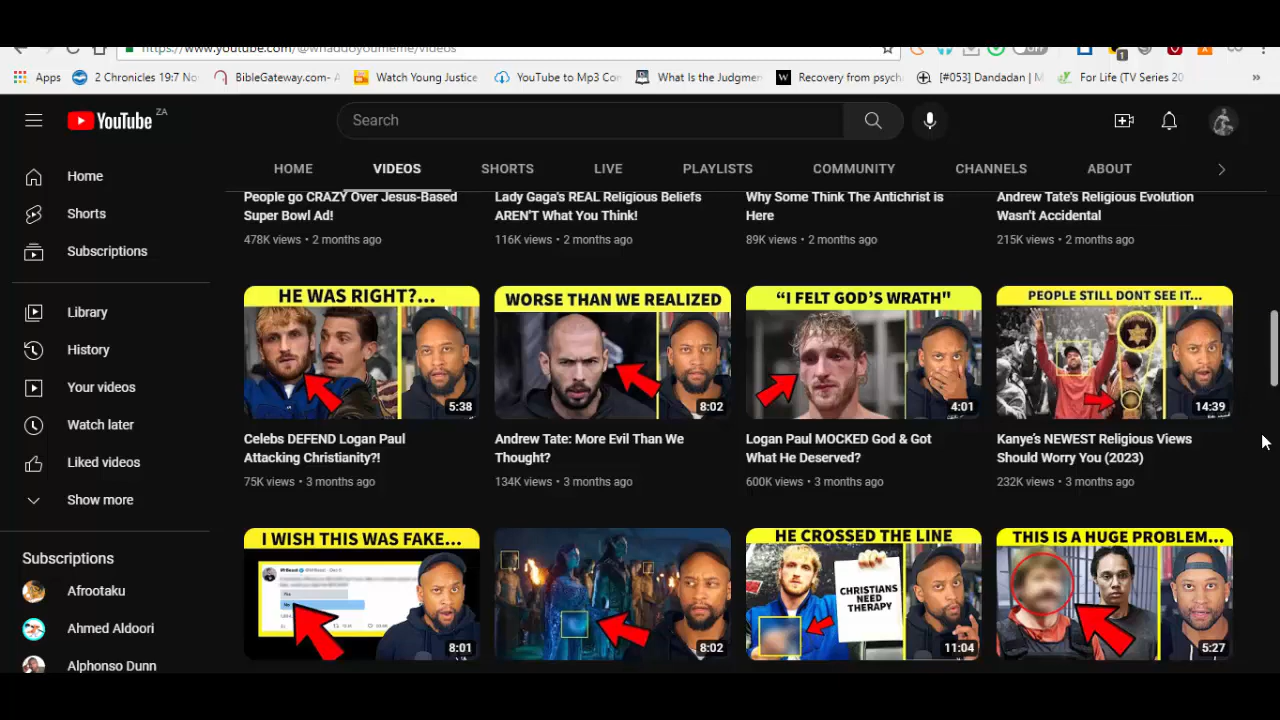 https://www.youtube.com/@whaddoyoumeme/videos
1
Apps
2 Chronicles 19:7 No
BibleGateway.com- A
Watch Young Justice
YouTube to Mp3 Con
What Is the Judgmen
W Recovery from psych
[#053] Dandadan | M
For Life (TV Series 20
»
YouTube ZA
Search
HOME
VIDEOS
SHORTS
LIVE
PLAYLISTS
COMMUNITY
CHANNELS
ABOUT
Home
Shorts
Subscriptions
Library
History
Your videos
Watch later
Liked videos
Show more
Subscriptions
Afrootaku
Ahmed Aldoori
Alphonso Dunn
People go CRAZY Over Jesus-Based
Super Bowl Ad!
478K views • 2 months ago
Lady Gaga's REAL Religious Beliefs
AREN'T What You Think!
116K views • 2 months ago
Why Some Think The Antichrist is
Here
89K views • 2 months ago
Andrew Tate's Religious Evolution
Wasn't Accidental
215K views • 2 months ago
HE WAS RIGHT?...
5:38
Celebs DEFEND Logan Paul
Attacking Christianity?!
75K views • 3 months ago
WORSE THAN WE REALIZED
8:02
Andrew Tate: More Evil Than We
Thought?
134K views • 3 months ago
“I FELT GOD’S WRATH"
4:01
Logan Paul MOCKED God & Got
What He Deserved?
600K views • 3 months ago
PEOPLE STILL DONT SEE IT...
14:39
Kanye’s NEWEST Religious Views
Should Worry You (2023)
232K views • 3 months ago
I WISH THIS WAS FAKE...
Yes
No
8:01
8:02
HE CROSSED THE LINE
CHRISTIANS
NEED
THERAPY
11:04
THIS IS A HUGE PROBLEM...
5:27